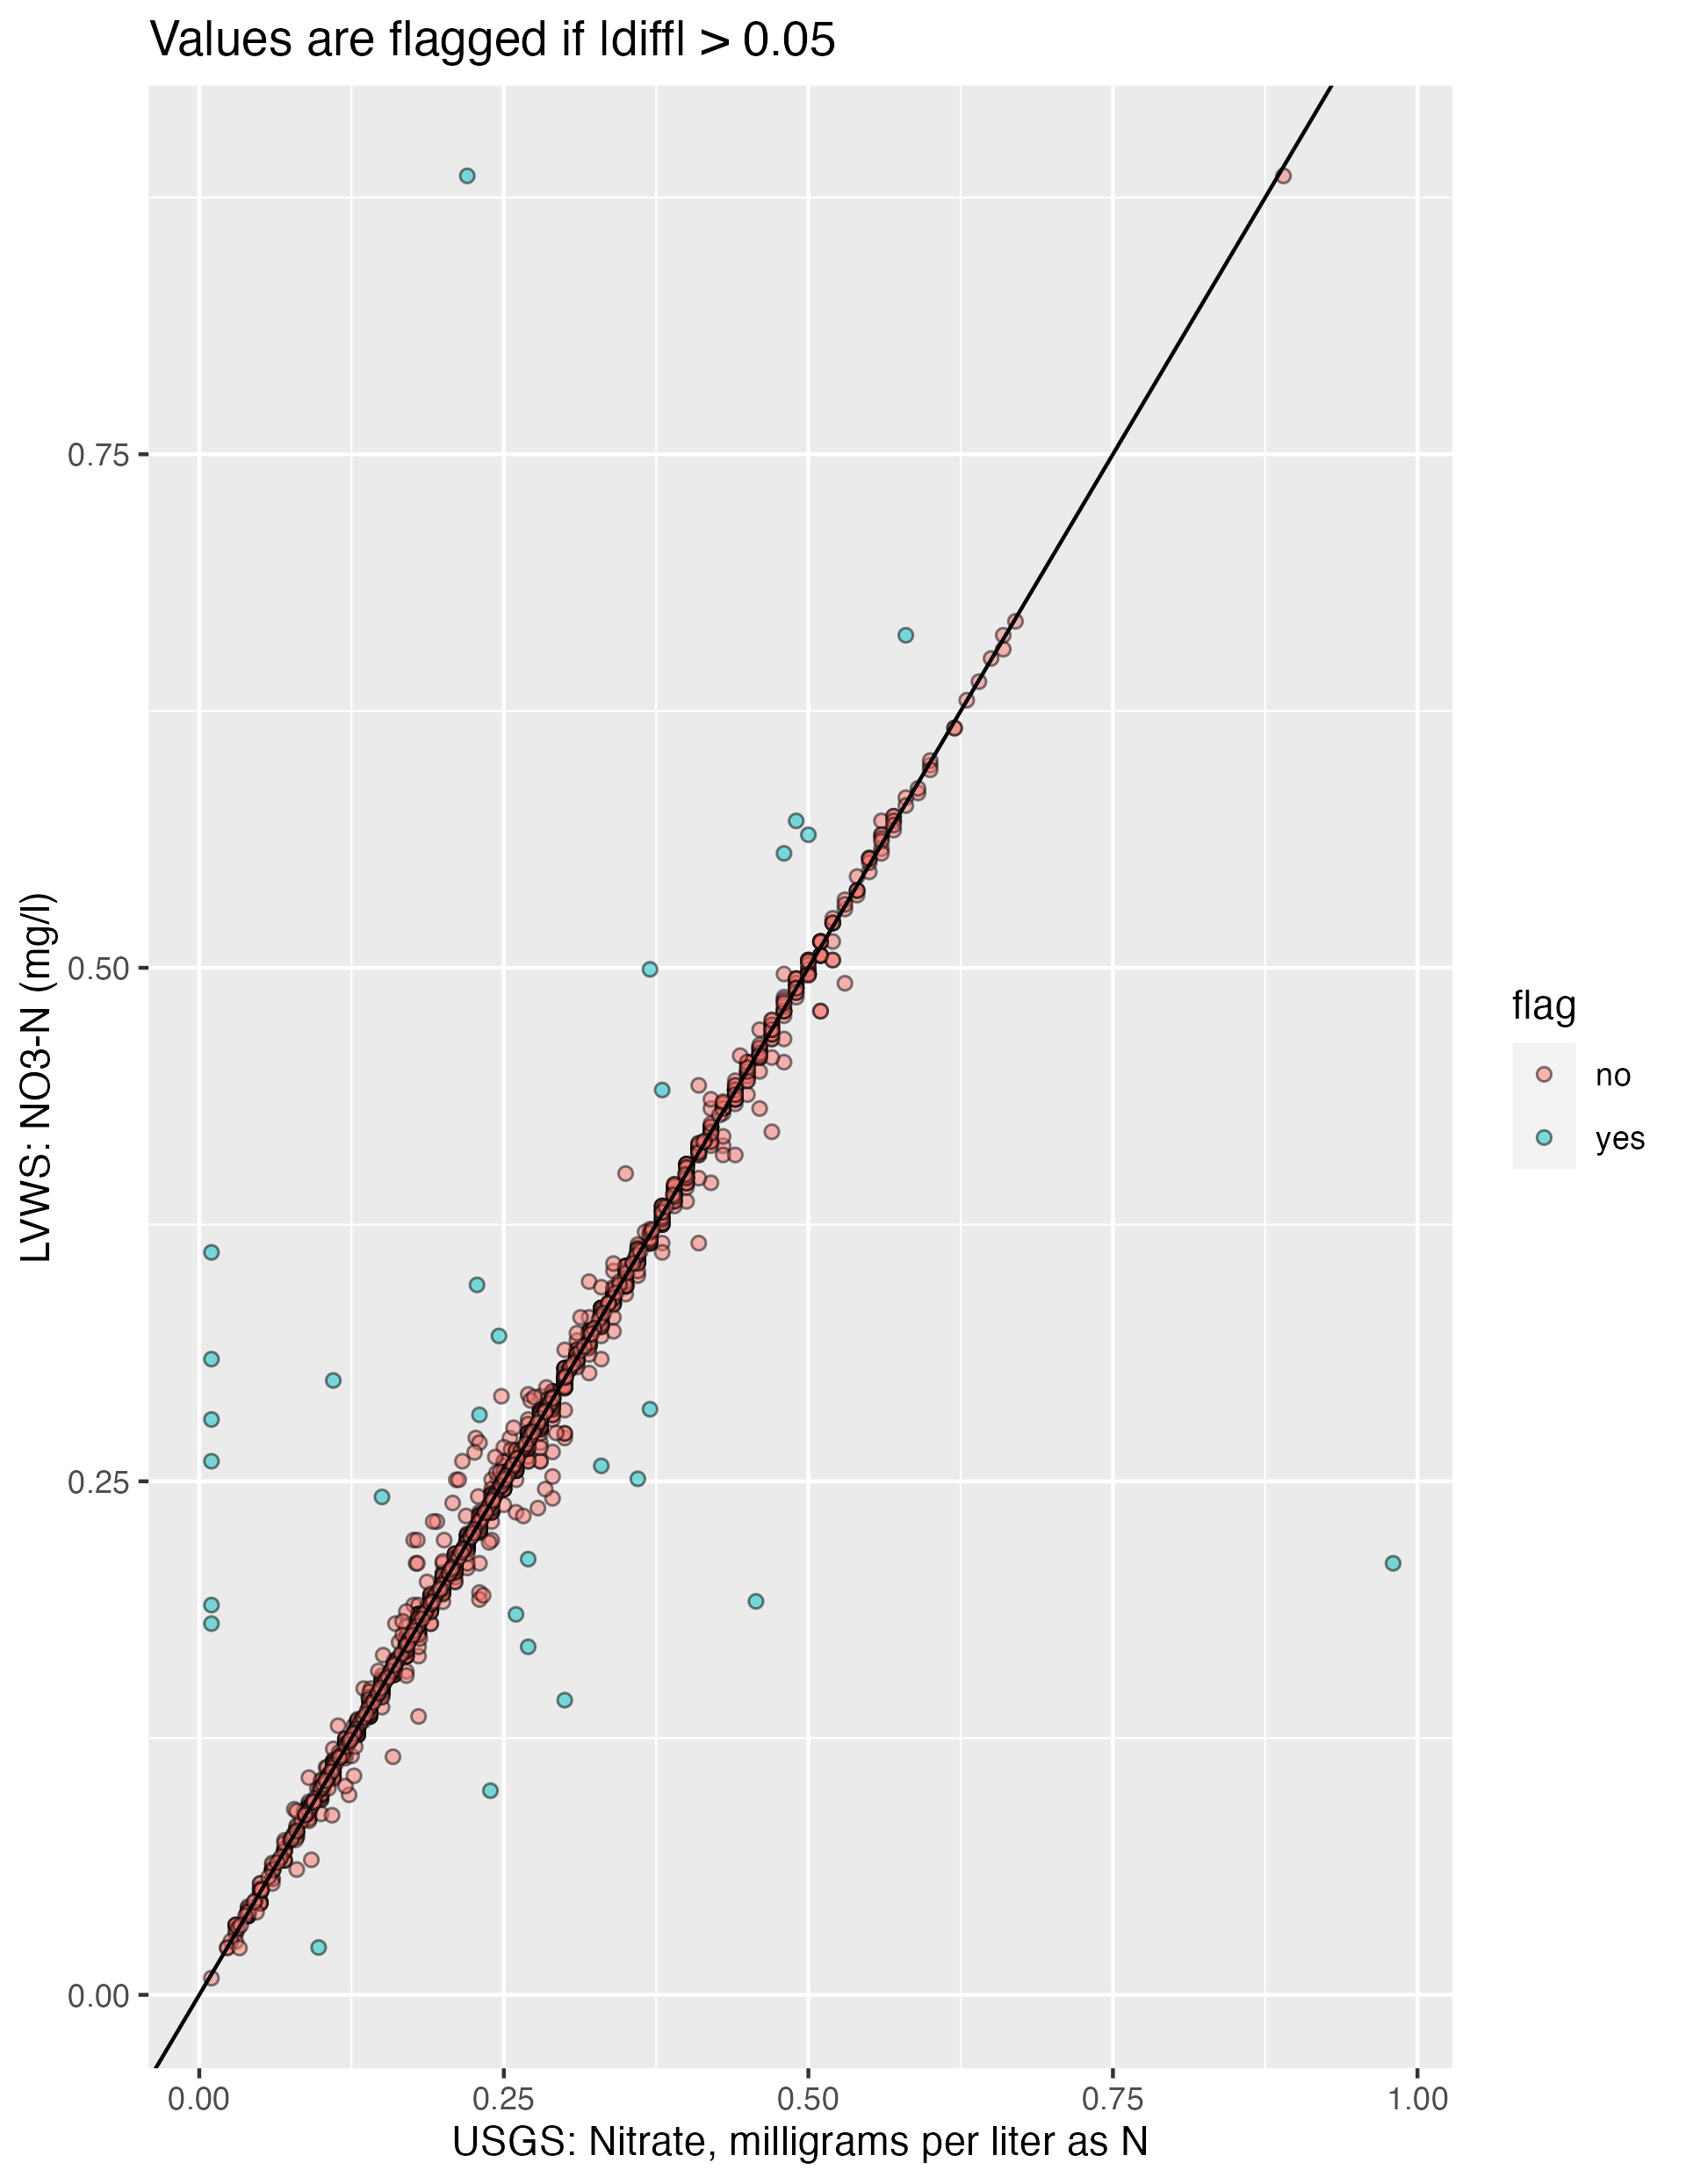 Values are flagged if |diff| > 0.05
LVWS: NO3-N (mg/l)
0.75
0.50
0.25
0.00
0.00 0.25 0.50 0.75 1.00
USGS: Nitrate, milligrams per liter as N
flag
no
yes